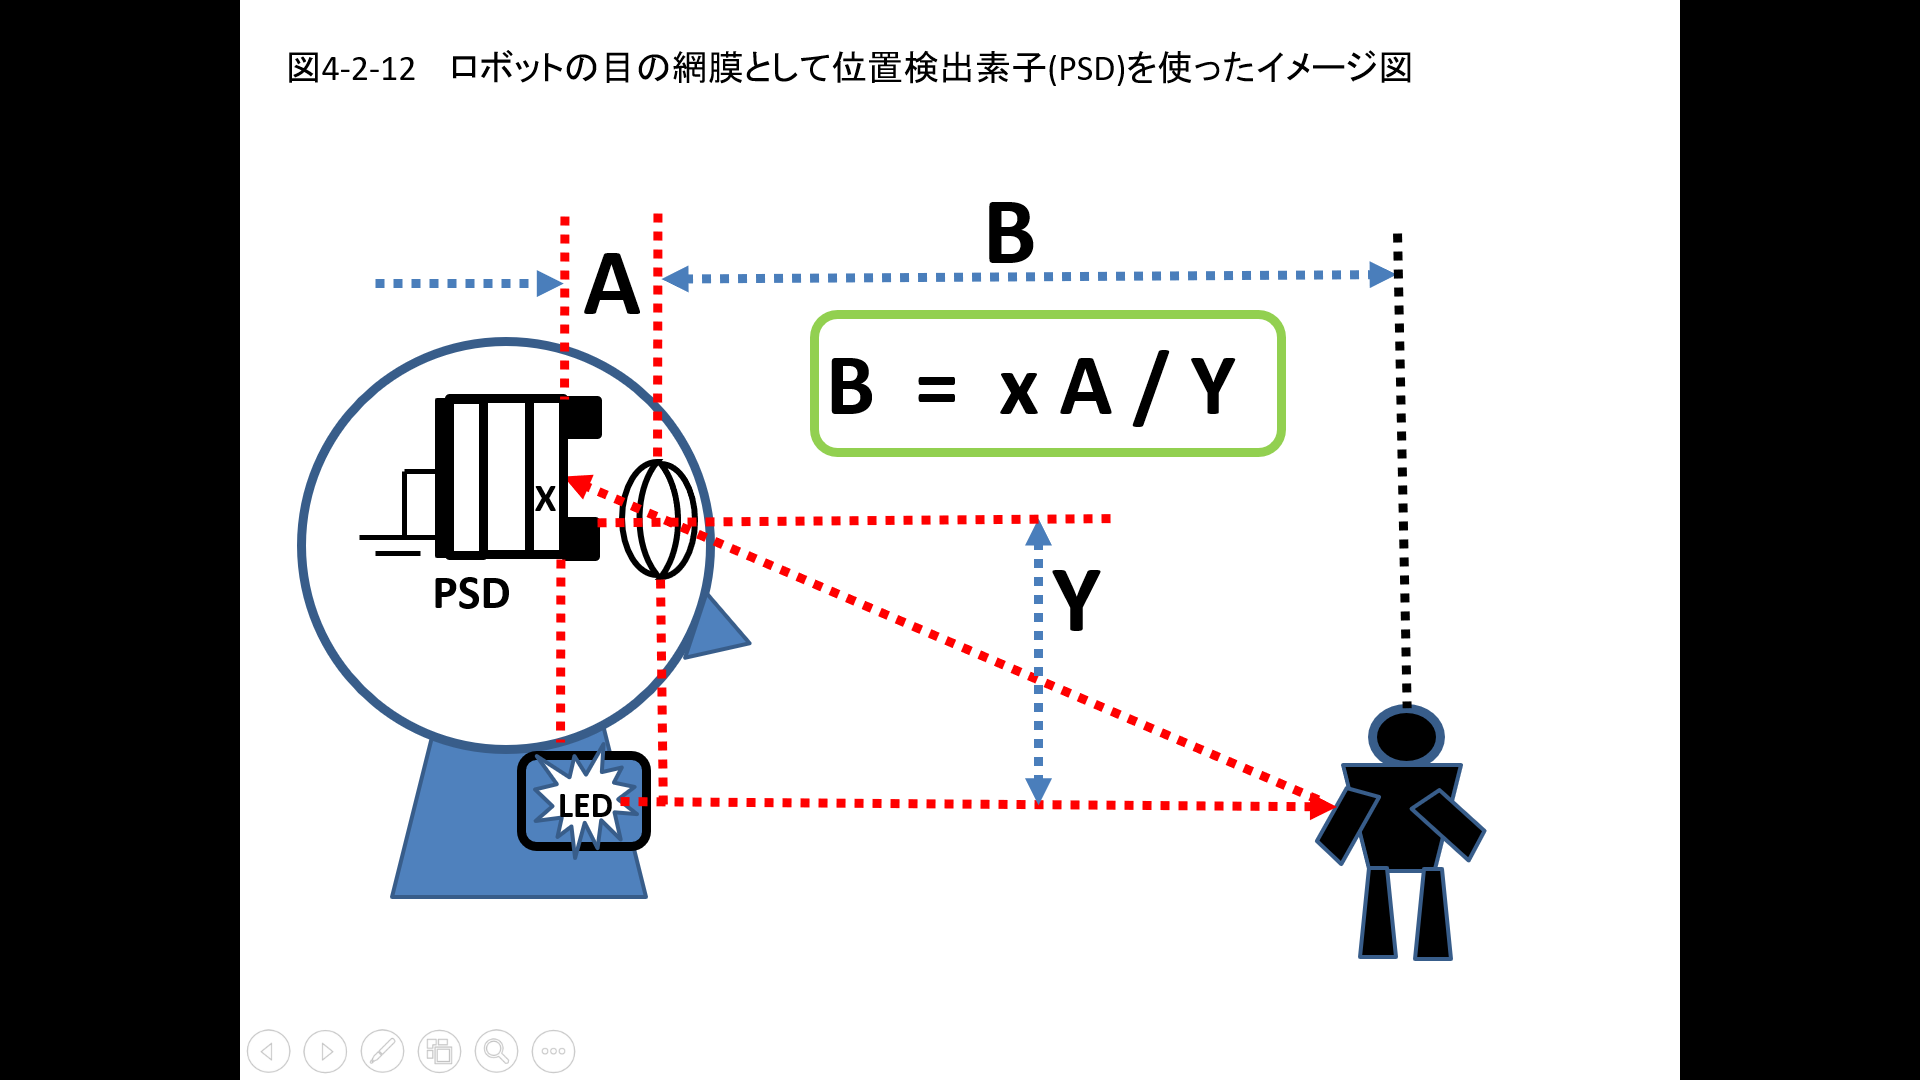 図4-2-12　ロボットの目の網膜として位置検出素子(PSD)を使ったイメージ図
B
A
B = x A / Y
X
PSD
Y
LED